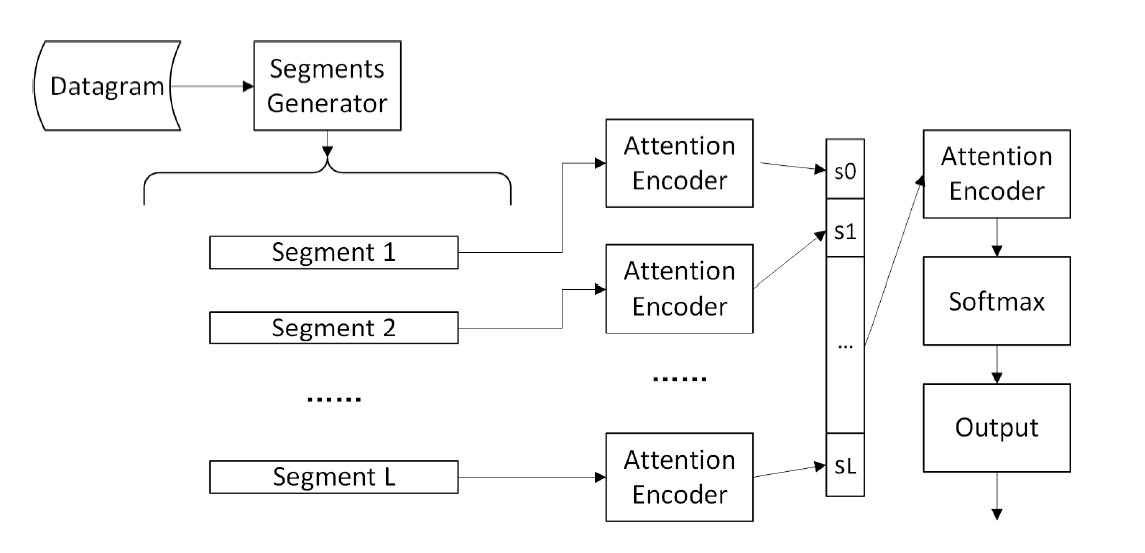 Datagram
Segments
Generator
Segment 1
Segment 2
......
Segment L
Attention
Encoder
Attention
Encoder
......
Attention
Encoder
s0
s1
...
sL
Attention
Encoder
Softmax
Output